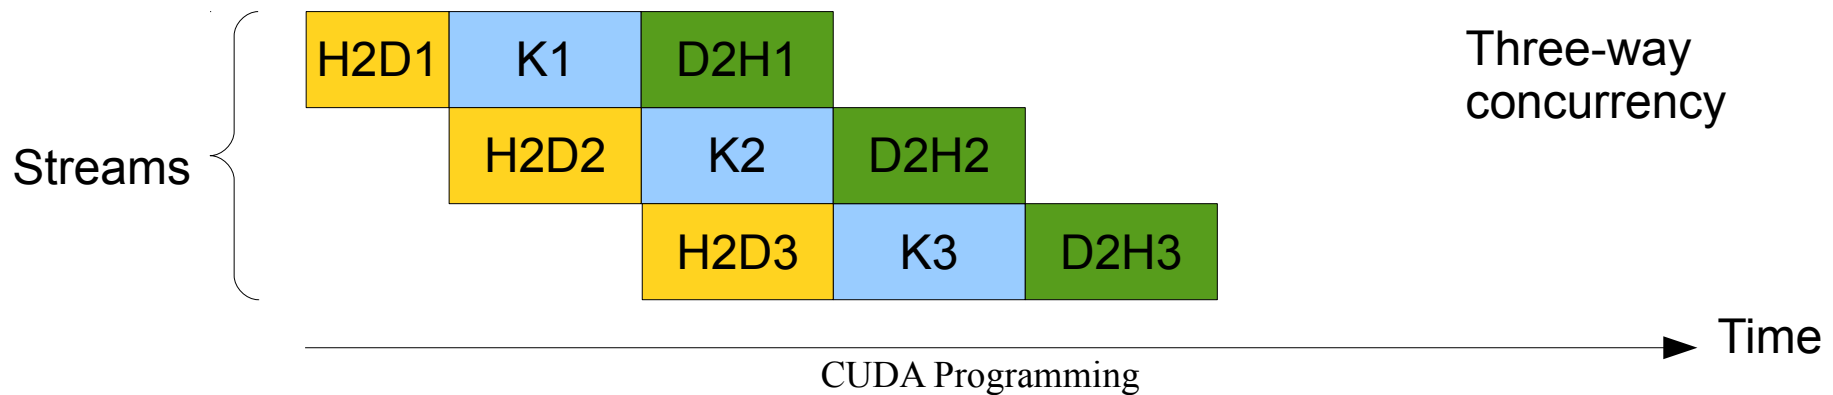 H2D1 K1 D2H1
Three-way
concurrency
Streams
H2D2 K2 D2H2
H2D3 K3 D2H3
Time
CUDA Programming